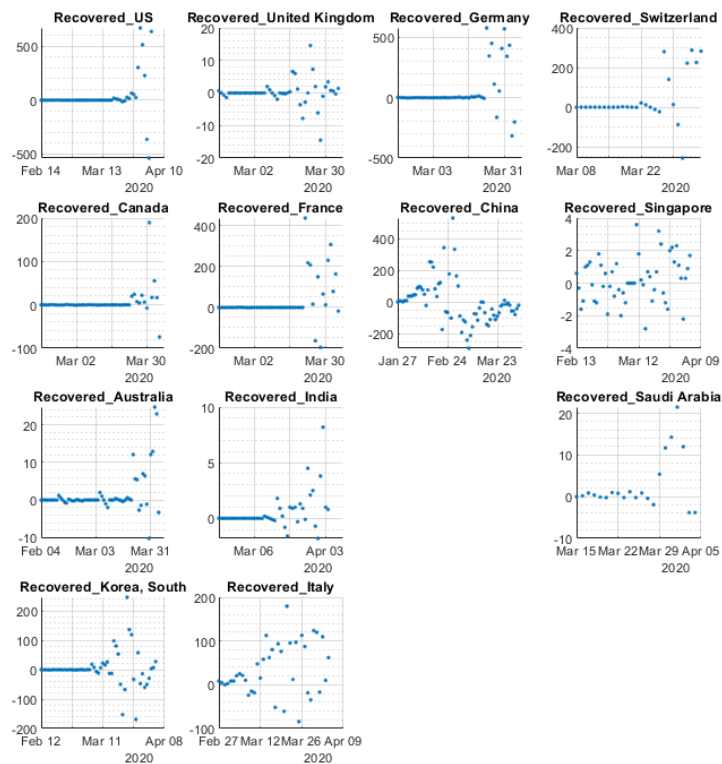 Recovered_US
500
0
-500
Feb 14
Mar 13
Apr 10
2020
Recovered_United Kingdom
20
10
0
-10
-20
Mar 02
Mar 30
2020
Recovered_Germany
500
0
-500
Mar 03
Mar 31
2020
Recovered_Switzerland
400
200
0
-200
Mar 08
Mar 22
2020
Recovered_Canada
200
100
0
-100
Mar 02
Mar 30
2020
Recovered_France
400
200
0
-200
Mar 02
Mar 30
2020
Recovered_China
400
200
0
-200
Jan 27
Feb 24
Mar 23
2020
Recovered_Singapore
4
2
0
-2
-4
Feb 13
Mar 12
Apr 09
2020
Recovered_Australia
20
10
0
-10
Feb 04
Mar 03
Mar 31
2020
Recovered_India
10
5
0
Mar 06
Apr 03
2020
Recovered_Saudi Arabia
20
10
0
-10
Mar 15
Mar 22
Mar 29
Apr 05
2020
Recovered_Korea, South
200
100
0
-100
-200
Feb 12
Mar 11
Apr 08
2020
Recovered_Italy
200
100
0
-100
Feb 27
Mar 12
Mar 26
Apr 09
2020